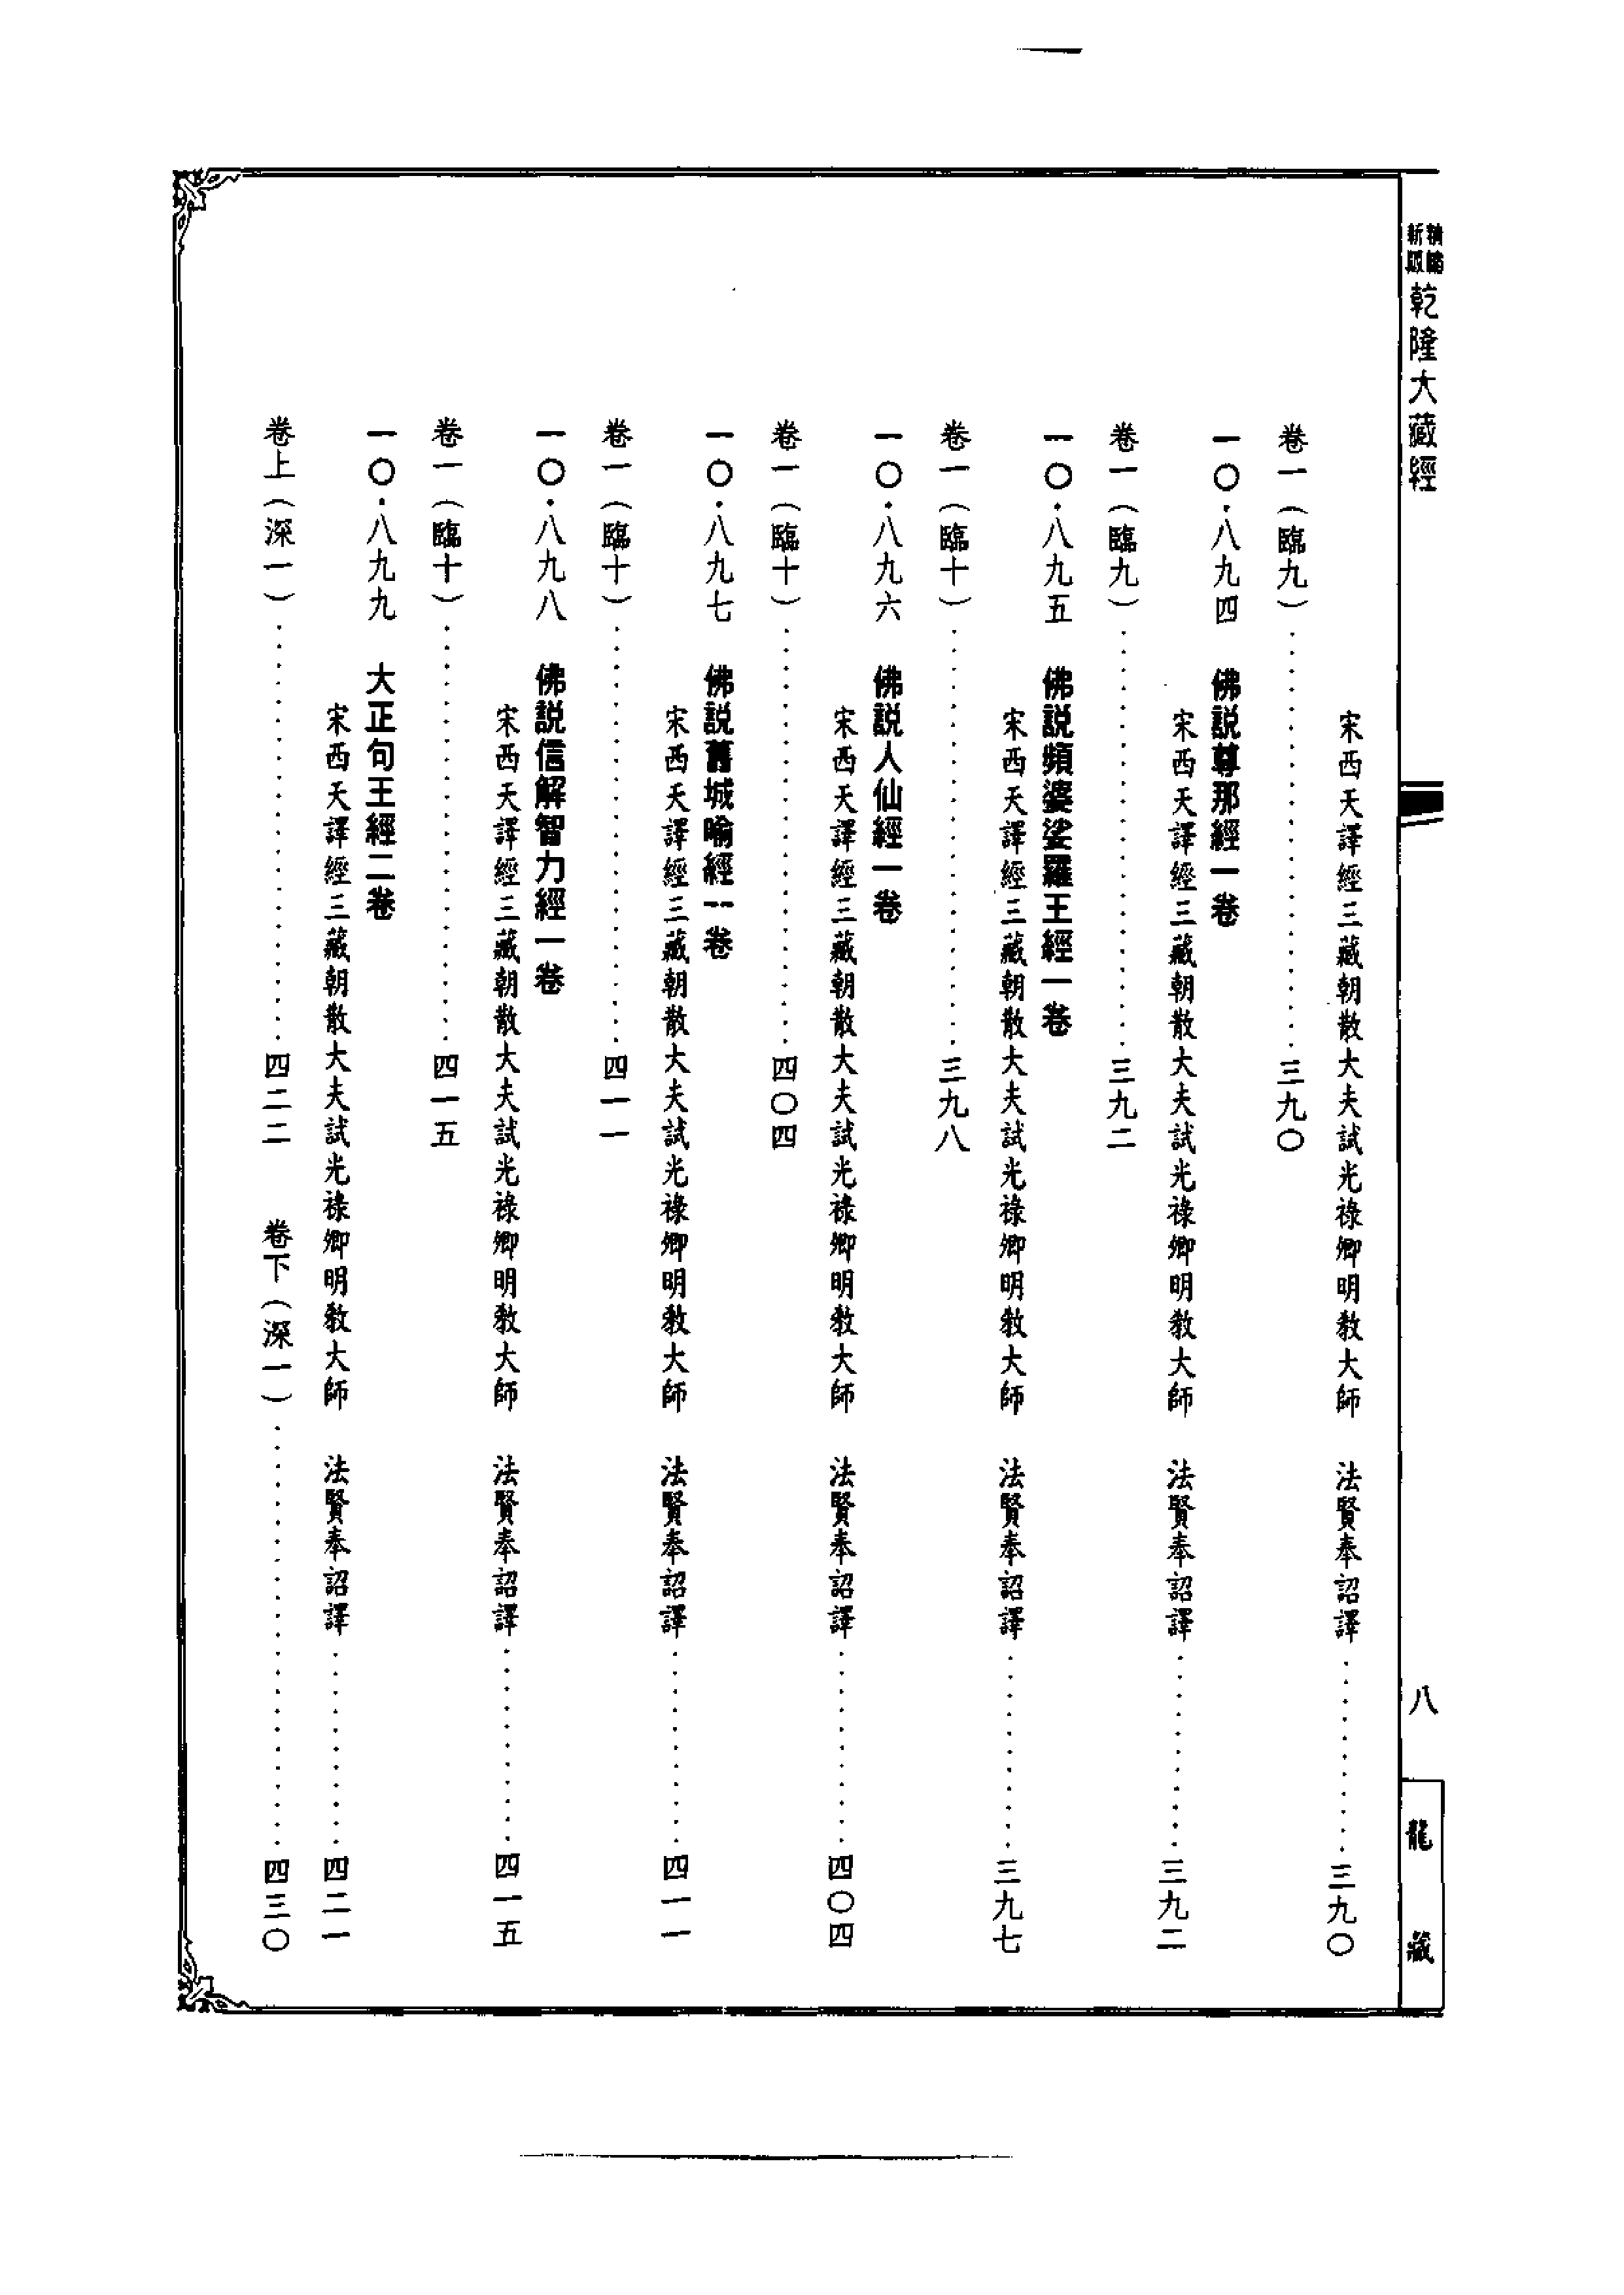 新版
乾隆大藏經
八
龍藏
宋西天譯經三藏朝散大夫試光祿卿明教大師　法賢奉詔譯……三九〇
卷一（臨九）……三九〇
一〇·八九四　佛説尊那經一卷
宋西天譯經三藏朝散大夫試光祿卿明教大師　法賢奉詔譯……三九二
卷一（臨九）……三九二
一〇·八九五　佛説頻婆娑羅王經一卷
宋西天譯經三藏朝散大夫試光祿卿明教大師　法賢奉詔譯……三九七
卷一（臨十）……三九八
一〇·八九六　佛説人仙經一卷
宋西天譯經三藏朝散大夫試光祿卿明教大師　法賢奉詔譯……四〇四
卷一（臨十）……四〇四
一〇·八九七　佛説舊城喻經一卷
宋西天譯經三藏朝散大夫試光祿卿明教大師　法賢奉詔譯……四一一
卷一（臨十）……四一一
一〇·八九八　佛説信解智力經一卷
宋西天譯經三藏朝散大夫試光祿卿明教大師　法賢奉詔譯……四一五
卷一（臨十）……四一五
一〇·八九九　大正句王經二卷
宋西天譯經三藏朝散大夫試光祿卿明教大師　法賢奉詔譯……四二一
卷上（深一）……四二二　卷下（深一）……四三〇